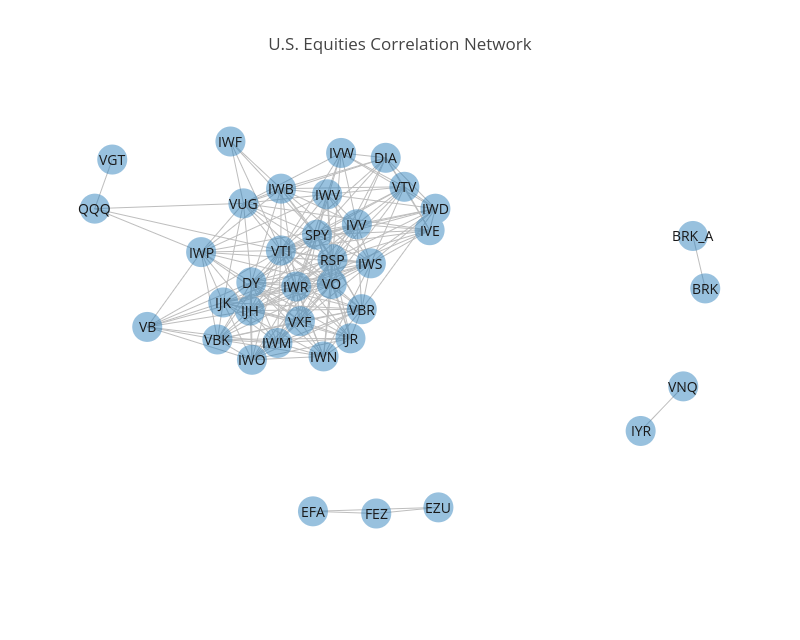 U.S. Equities Correlation Network
IWF
IVW
DIA
VGT
VTV
IWB
IWV
VUG
QQQ
IWD
IVV
IVE
SPY
BRK_A
VTI
IWP
RSP
IWS
DY
VO
IWR
BRK
IJK
IJH
VBR
VXF
VB
IJR
VBK
IWM
IWN
IWO
VNQ
IYR
EZU
EFA
FEZ